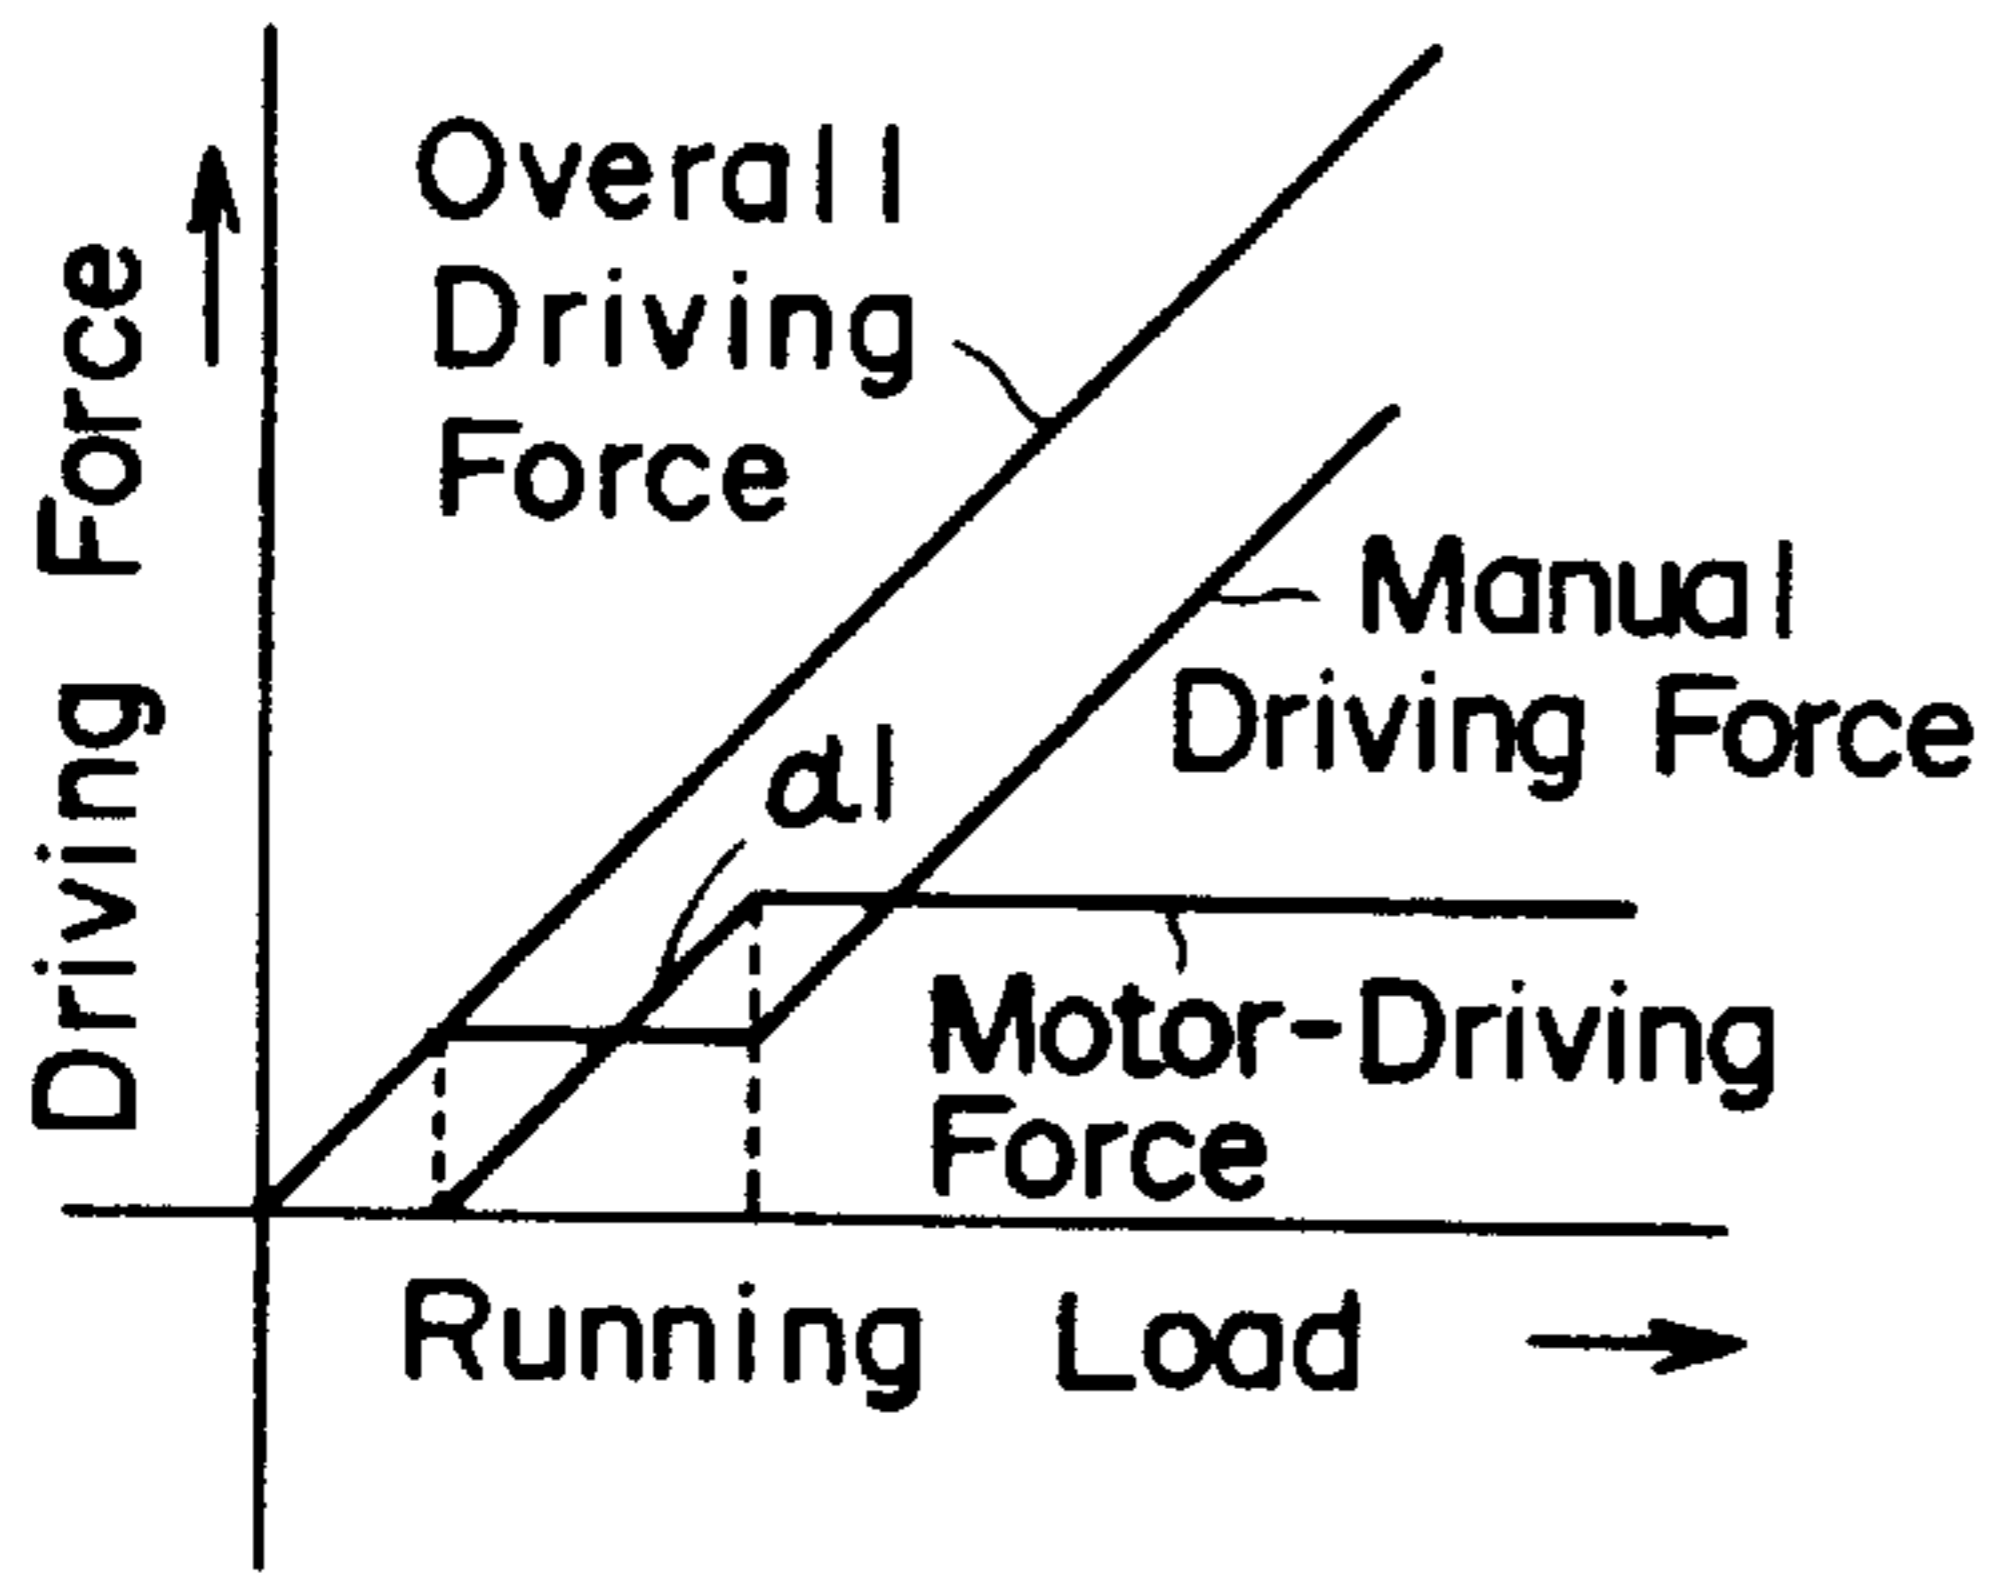 Driving Force
Overall
Driving
Force
α1
Manual
Driving Force
Motor-Driving
Force
Running Load